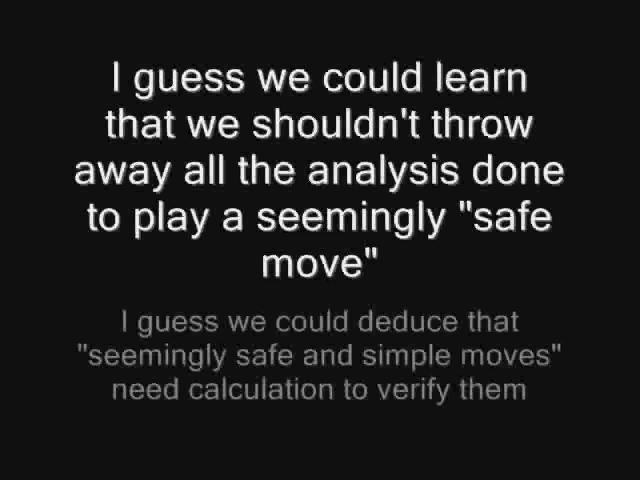 I guess we could learn
that we shouldn't throw
away all the analysis done
to play a seemingly "safe
move"
I guess we could deduce that
"seemingly safe and simple moves"
need calculation to verify them